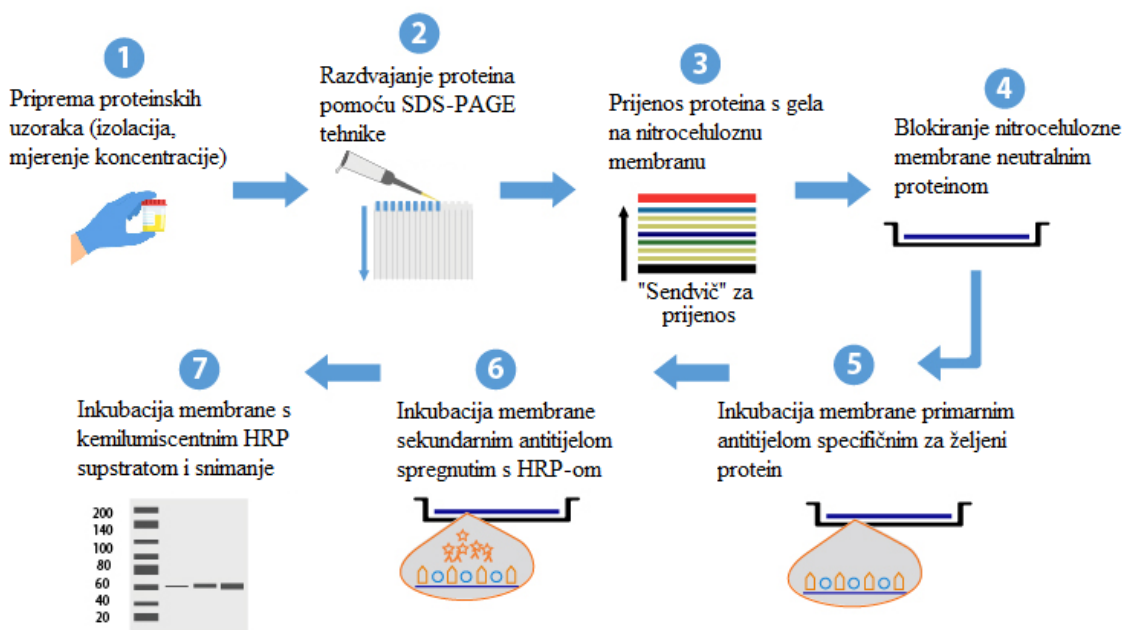 1
Priprema proteinskih
uzoraka (izolacija,
mjerenje koncentracije)
2
Razdvajanje proteina
pomoću SDS-PAGE
tehnike
3
Prijenos proteina s gela
na nitroceluloznu
membranu
"Sendvič" za
prijenos
4
Blokiranje nitrocelulozne
membrane neutralnim
proteinom
5
Inkubacija membrane primarnim
antitijelom specifičnim za željeni
protein
6
Inkubacija membrane
sekundarnim antitijelom
spregnutim s HRP-om
7
Inkubacija membrane s
kemilumiscentnim HRP
supstratom i snimanje
200
140
100
80
60
40
20